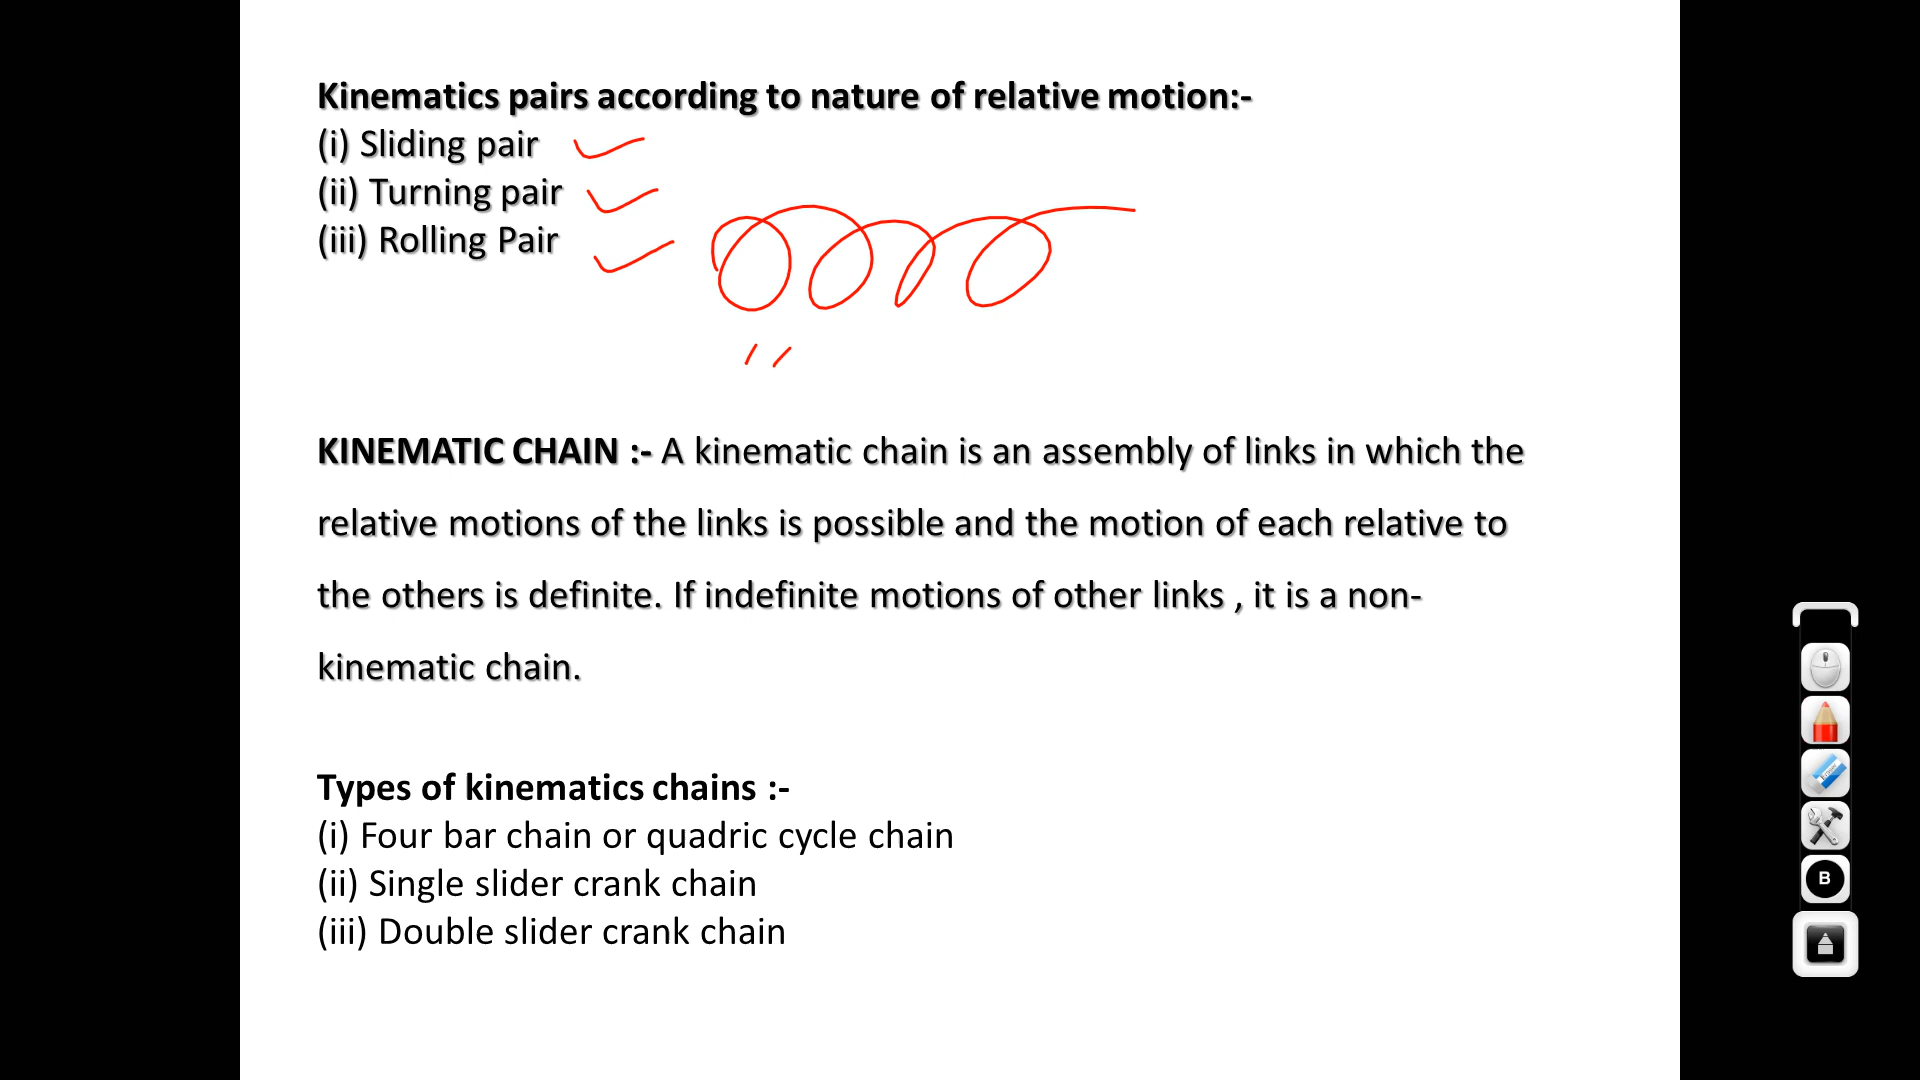 Kinematics pairs according to nature of relative motion:-
(i) Sliding pair
(ii) Turning pair
(iii) Rolling Pair
KINEMATIC CHAIN :- A kinematic chain is an assembly of links in which the
relative motions of the links is possible and the motion of each relative to
the others is definite. If indefinite motions of other links , it is a non-
kinematic chain.
Types of kinematics chains :-
(i) Four bar chain or quadric cycle chain
(ii) Single slider crank chain
(iii) Double slider crank chain
B